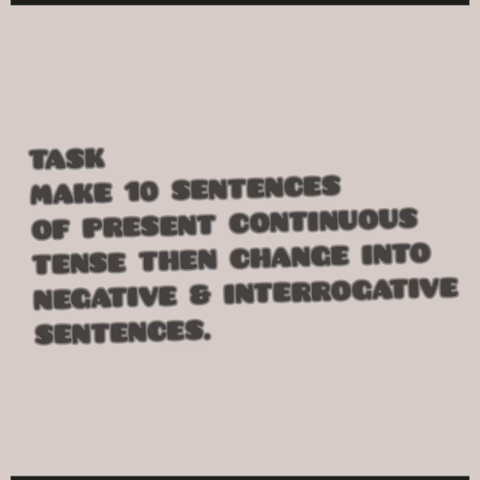 TASK
MAKE 10 SENTENCES
OF PRESENT CONTINUOUS
TENSE THEN CHANGE INTO
NEGATIVE & INTERROGATIVE
SENTENCES.